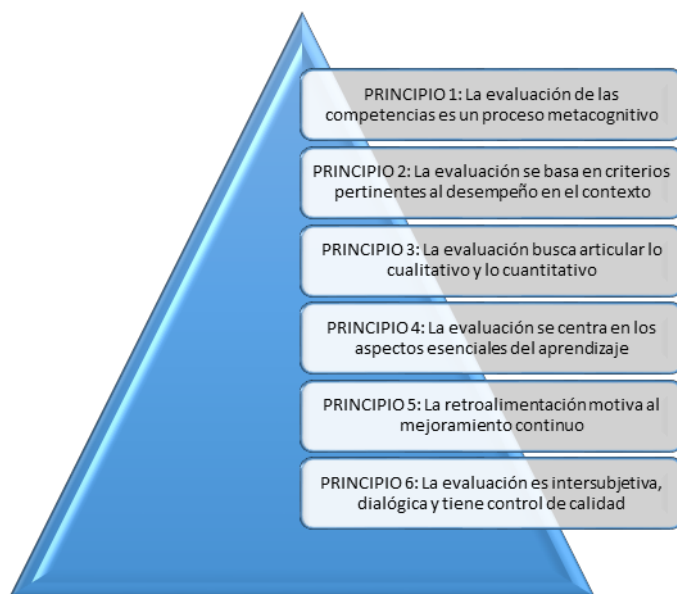 PRINCIPIO 1: La evaluación de las
competencias es un proceso metacognitivo
PRINCIPIO 2: La evaluación se basa en criterios
pertinentes al desempeño en el contexto
PRINCIPIO 3: La evaluación busca articular lo
cualitativo y lo cuantitativo
PRINCIPIO 4: La evaluación se centra en los
aspectos esenciales del aprendizaje
PRINCIPIO 5: La retroalimentación motiva al
mejoramiento continuo
PRINCIPIO 6: La evaluación es intersubjetiva,
dialógica y tiene control de calidad